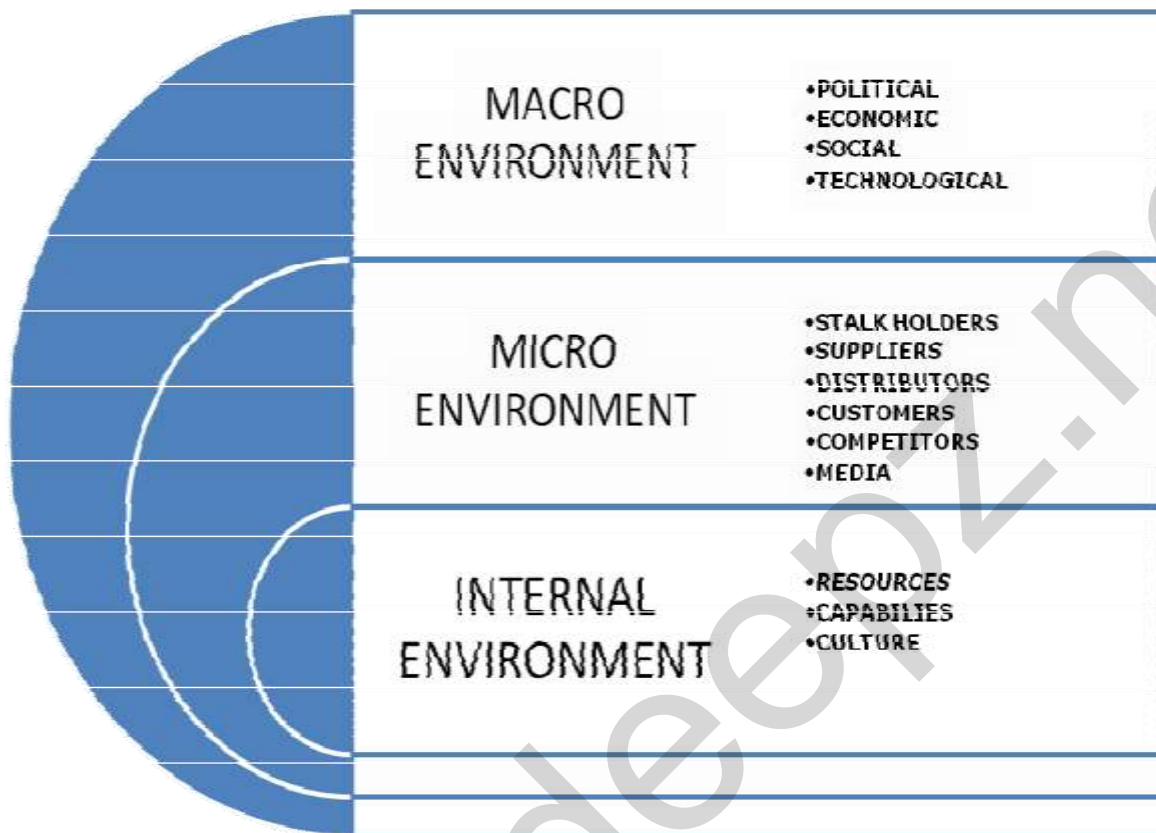 MACRO
ENVIRONMENT
•POLITICAL
•ECONOMIC
•SOCIAL
•TECHNOLOGICAL
MICRO
ENVIRONMENT
•STALK HOLDERS
•SUPPLIERS
•DISTRIBUTORS
•CUSTOMERS
•COMPETITORS
•MEDIA
INTERNAL
ENVIRONMENT
•RESOURCES
•CAPABILIES
•CULTURE
deepz.n